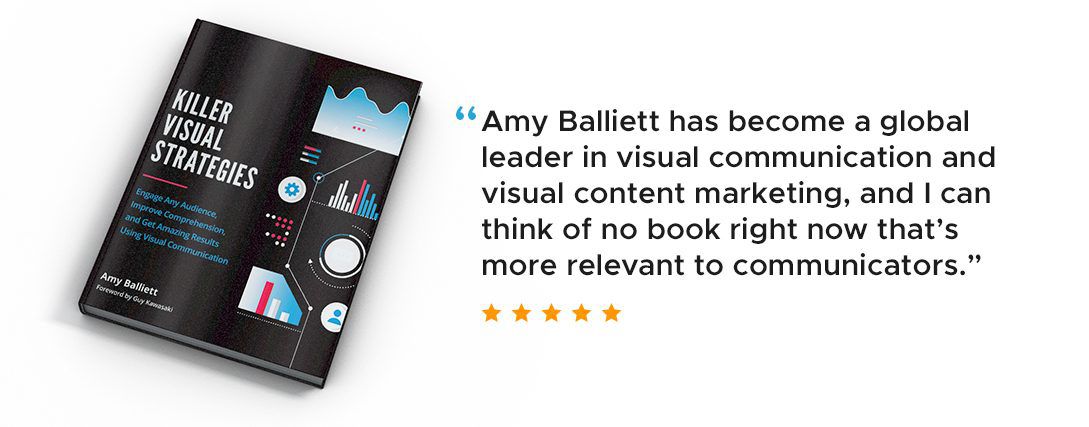 KILLER
VISUAL
STRATEGIES
Engage Any Audience,
Improve Comprehension,
and Get Amazing Results
Using Visual Communication
Amy Balliett
Foreword by Guy Kawasaki
“Amy Balliett has become a global
leader in visual communication and
visual content marketing, and I can
think of no book right now that’s
more relevant to communicators.”